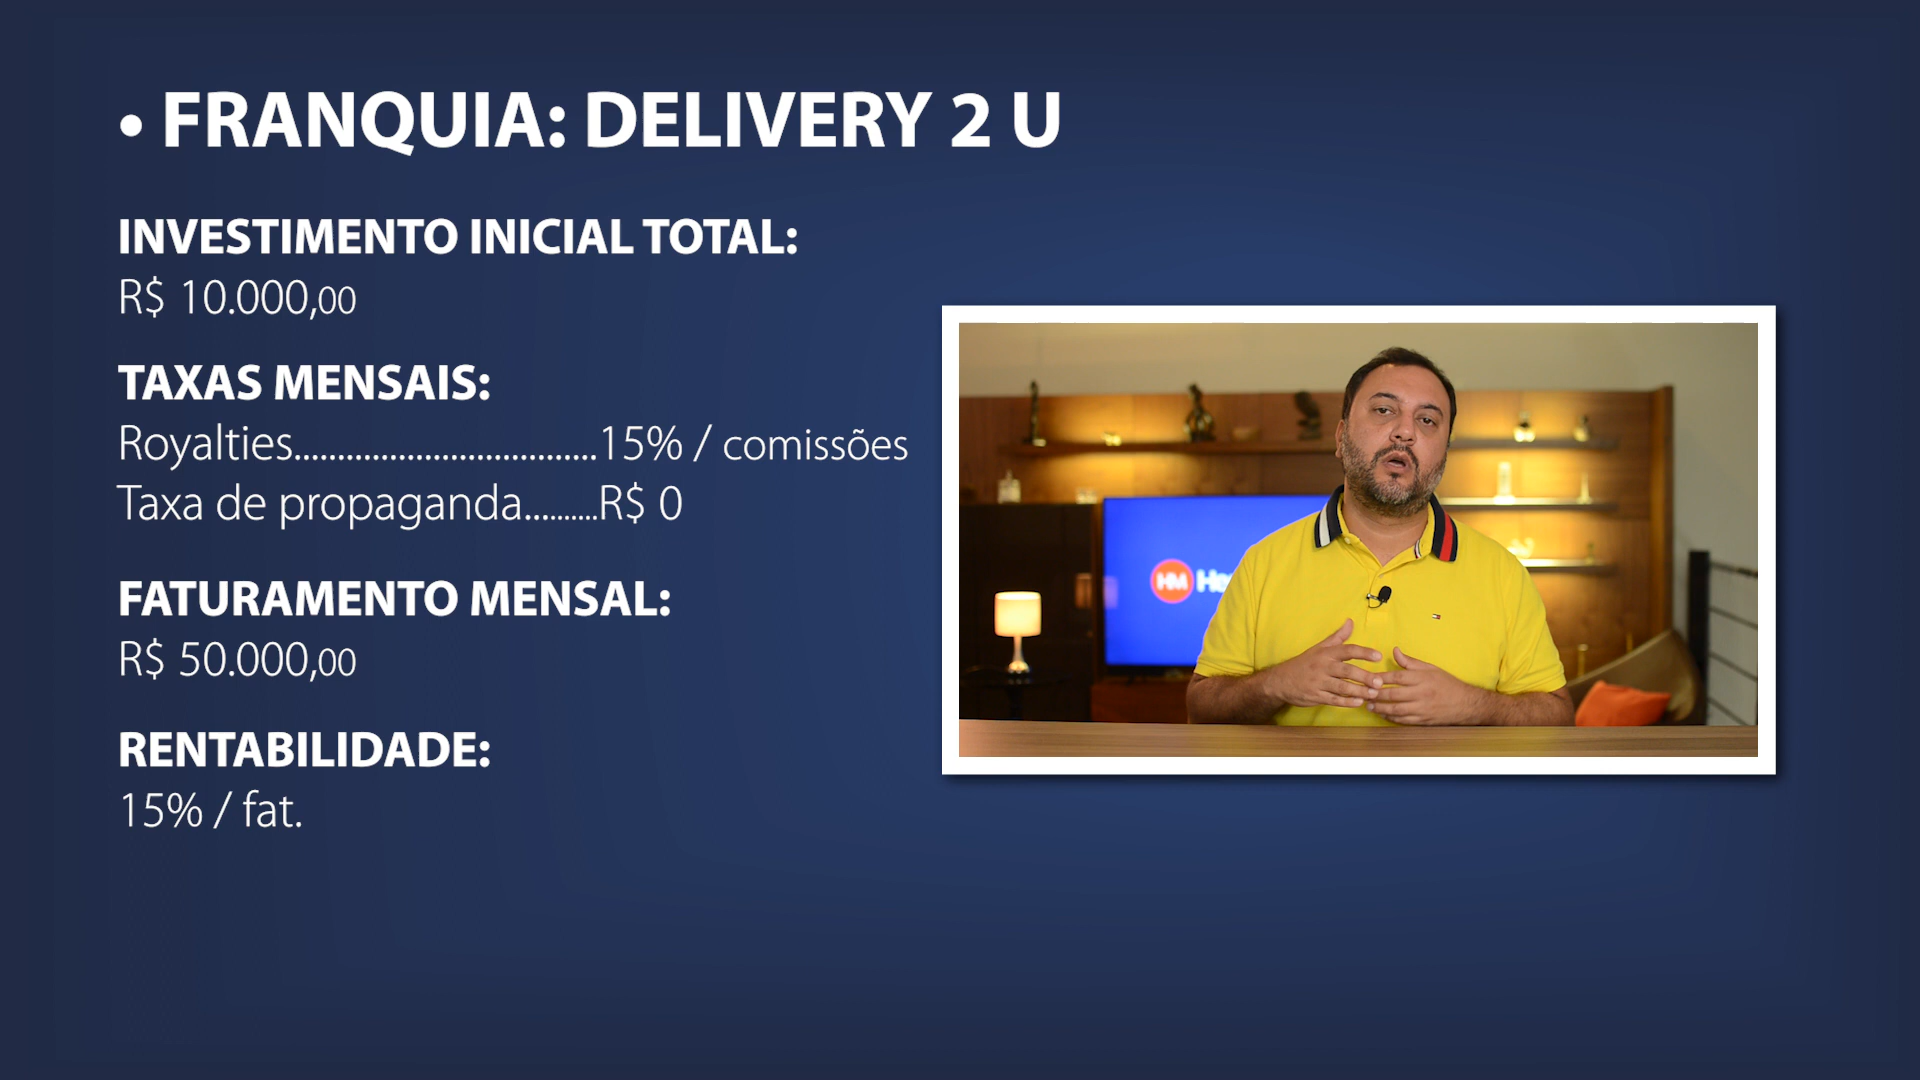 • FRANQUIA: DELIVERY 2 U
INVESTIMENTO INICIAL TOTAL:
R$ 10.000,00
TAXAS MENSAIS:
Royalties..................................15% / comissões
Taxa de propaganda.........R$ 0
FATURAMENTO MENSAL:
R$ 50.000,00
RENTABILIDADE:
15% / fat.
HM